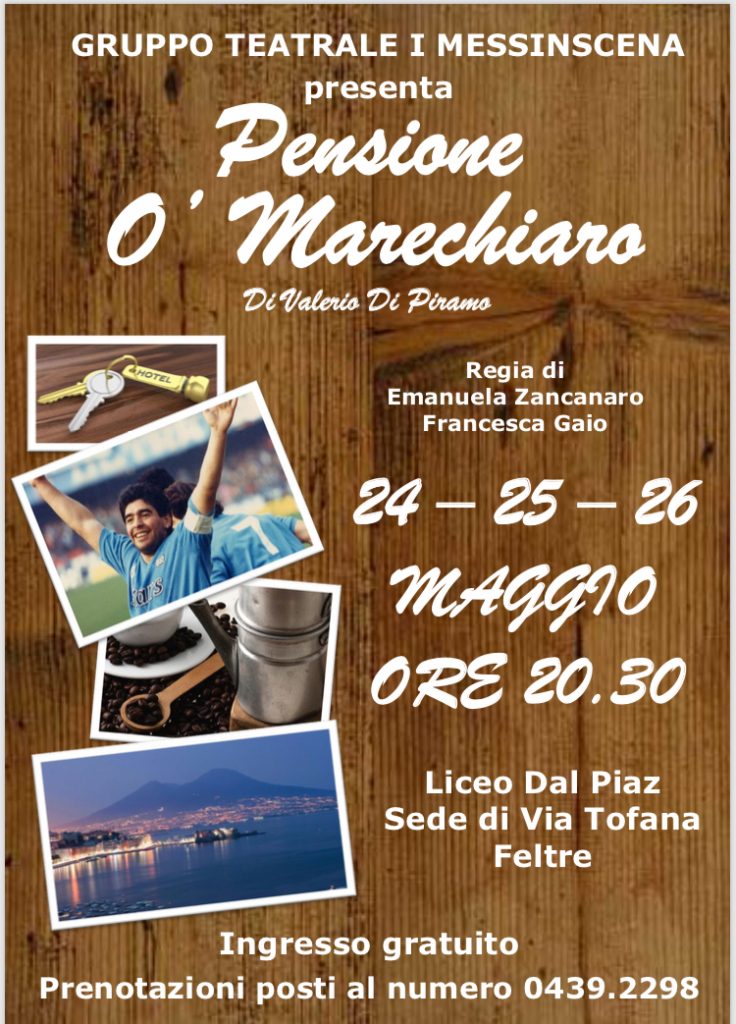 GRUPPO TEATRALE I MESSINSCENA
presenta
Pensione
O' Marechiaro
Di Valerio Di Piramo
HOTEL
Regia di
Emanuela Zancanaro
Francesca Gaio
24 – 25 – 26
MAGGIO
ORE 20.30
7
ars
Liceo Dal Piaz
Sede di Via Tofana
Feltre
Ingresso gratuito
Prenotazioni posti al numero 0439.2298